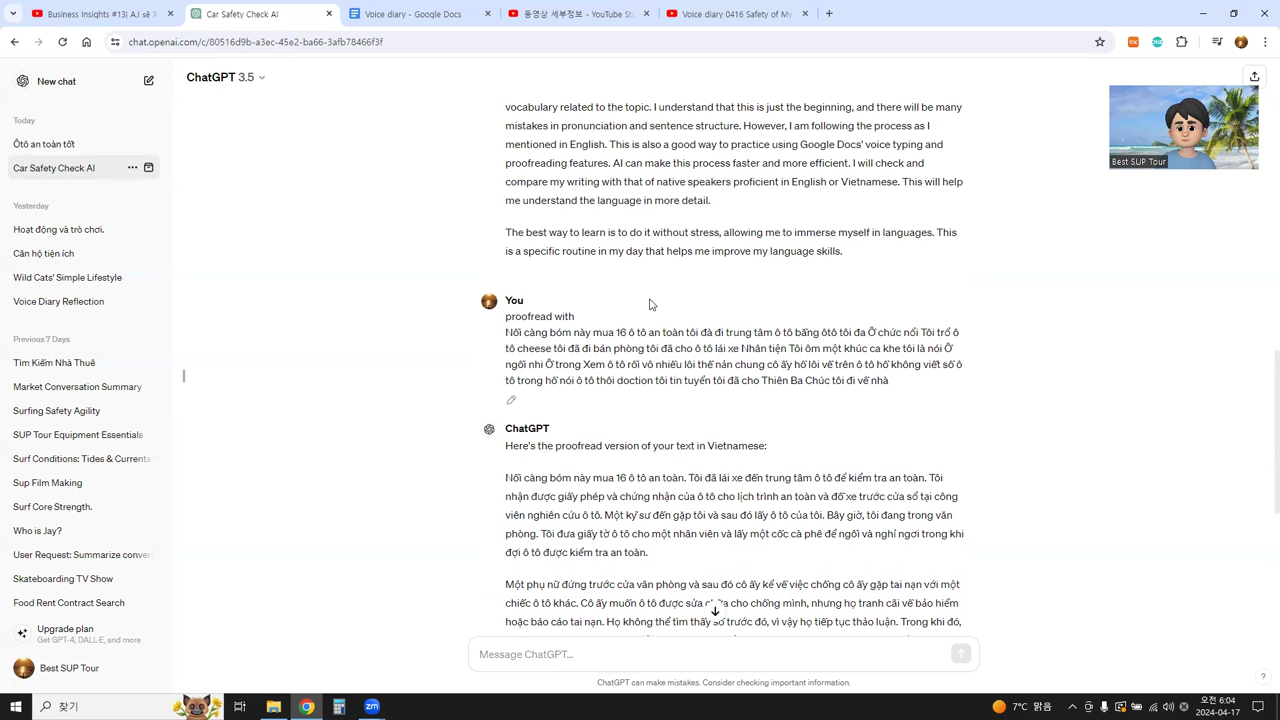 Business Insights #13| A.I sẽ X
Car Safety Check AI
Voice diary - Google Docs
동영상 세부정보 - YouTube St
Voice diary 0416 Safety of My
chat.openai.com/c/80516d9b-a3ec-45e2-ba66-3afb78466f3f
New chat
ChatGPT 3.5
Today
Ôtô an toàn tốt
Car Safety Check AI
Yesterday
Hoạt động và trò chơi.
Căn hộ tiện ích
Wild Cats' Simple Lifestyle
Voice Diary Reflection
Previous 7 Days
Tìm Kiếm Nhà Thuê
Market Conversation Summary
Surfing Safety Agility
SUP Tour Equipment Essentials
Surf Conditions: Tides & Currents
Sup Film Making
Surf Core Strength.
Who is Jay?
User Request: Summarize convers
Skateboarding TV Show
Food Rent Contract Search
Upgrade plan
Get GPT-4, DALL·E, and more
Best SUP Tour
vocabulary related to the topic. I understand that this is just the beginning, and there will be many
mistakes in pronunciation and sentence structure. However, I am following the process as I
mentioned in English. This is also a good way to practice using Google Docs' voice typing and
proofreading features. AI can make this process faster and more efficient. I will check and
compare my writing with that of native speakers proficient in English or Vietnamese. This will help
me understand the language in more detail.
The best way to learn is to do it without stress, allowing me to immerse myself in languages. This
is a specific routine in my day that helps me improve my language skills.
You
proofread with
Nối càng bóm này mua 16 ô tô an toàn tôi đà đi trung tâm ô tô bằng ôtô tôi đa Ở chức nổi Tôi trổ ô
tô cheese tôi đã đi bán phòng tôi đã cho ô tô lái xe Nhân tiện Tôi ôm một khúc ca khe tôi là nói Ở
ngối nhi Ở trong Xem ô tô rối vô nhiều lôi thế nản chung cô ấy hố lôi vẽ trên ô tô hố không viết số ô
tô trong hố nói ô tô thôi doction tôi tin tuyển tôi đã cho Thiên Ba Chúc tôi đi về nhà
ChatGPT
Here's the proofread version of your text in Vietnamese:
Nối càng bóm này mua 16 ô tô an toàn. Tôi đã lái xe đến trung tâm ô tô để kiểm tra an toàn. Tôi
nhận được giấy phép và chứng nhận của ô tô cho lịch trình an toàn và đỗ xe trước cửa sổ tại công
viên nghiên cứu ô tô. Một kỹ sư đến gặp tôi và sau đó lấy ô tô của tôi. Bây giờ, tôi đang trong văn
phòng. Tôi đưa giấy tờ ô tô cho một nhân viên và lấy một cốc cà phê để ngồi và nghỉ ngơi trong khi
đợi ô tô được kiểm tra an toàn.
Một phụ nữ đứng trước cửa văn phòng và sau đó cô ấy kể về việc chồng cô ấy gặp tai nạn với một
chiếc ô tô khác. Cô ấy muốn ô tô được sửa chữa cho chồng mình, nhưng họ tranh cãi về bảo hiểm
hoặc báo cáo tai nạn. Họ không thể tìm thấy số trước đó, vì vậy họ tiếp tục thảo luận. Trong khi đó,
Message ChatGPT...
ChatGPT can make mistakes. Consider checking important information.
?
Best SUP Tour
찾기
7°C 맑음
오전 6:04
2024-04-17